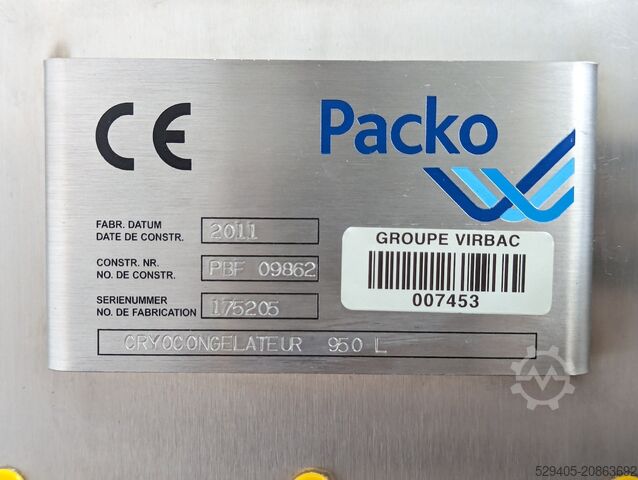 CE
Packo
FABR. DATUM
DATE DE CONSTR.
2011
GROUPE VIRBAC
007453
CONSTR. NR.
NO. DE CONSTR.
PBF 09862
SERIENUMMER
NO. DE FABRICATION
175205
CRYOCONGELATEUR 950 L
529405-20863692